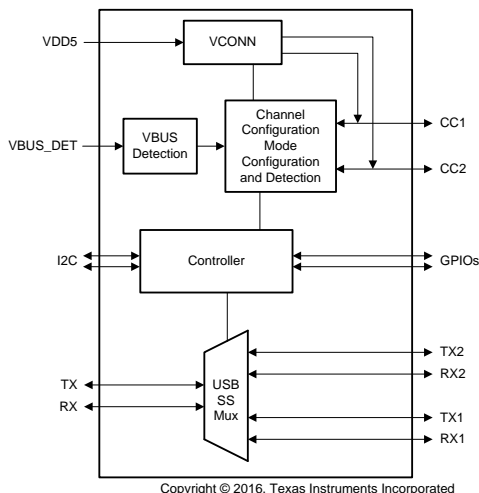 VDD5
VCONN
Channel
Configuration
Mode
Configuration
and Detection
CC1
VBUS_DET
VBUS
Detection
CC2
I2C
Controller
GPIOs
TX2
RX2
TX
RX
USB
SS
Mux
TX1
RX1
Copyright © 2016, Texas Instruments Incorporated